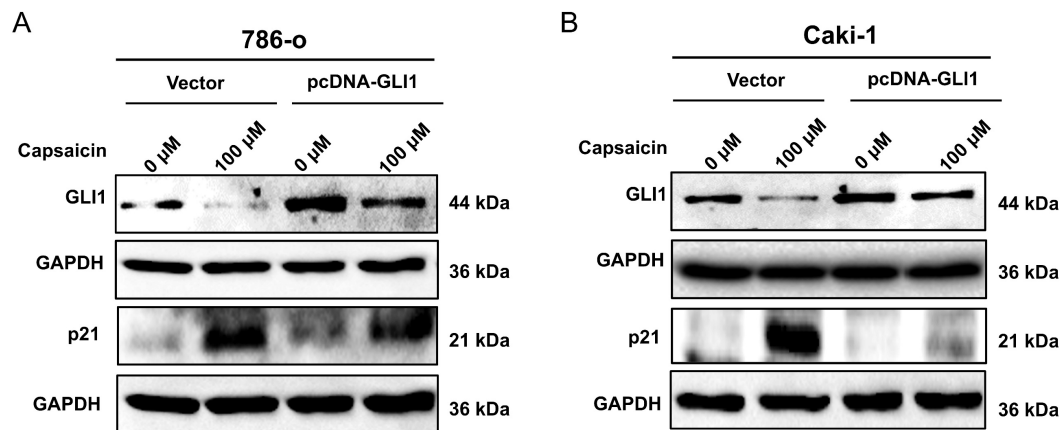 A
786-o
Vector pcDNA-GLI1
Capsaicin 0 μM 100 μM 0 μM 100 μM
GLI1 44 kDa
GAPDH 36 kDa
p21 21 kDa
GAPDH 36 kDa
B
Caki-1
Vector pcDNA-GLI1
Capsaicin 0 μM 100 μM 0 μM 100 μM
GLI1 44 kDa
GAPDH 36 kDa
p21 21 kDa
GAPDH 36 kDa